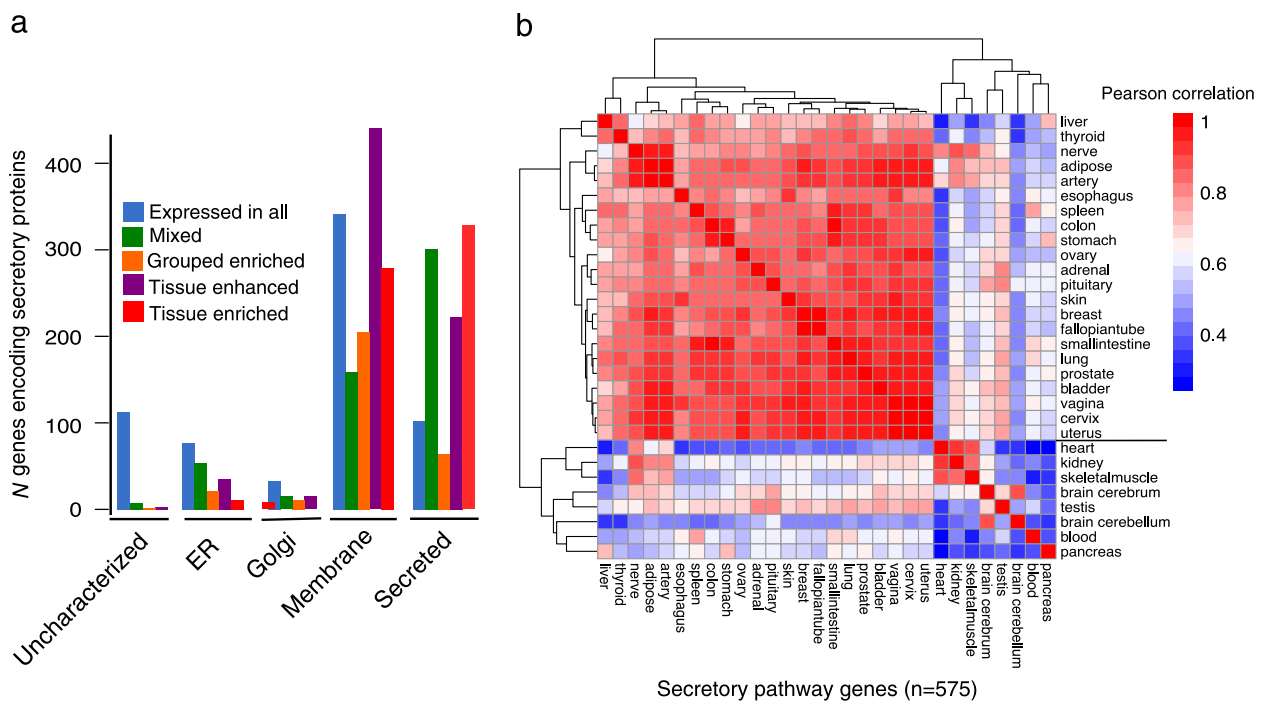 a
N genes encoding secretory proteins
400
300
200
100
0
Expressed in all
Mixed
Grouped enriched
Tissue enhanced
Tissue enriched
Uncharacterized
ER
Golgi
Membrane
Secreted
b
Pearson correlation
1
0.8
0.6
0.4
liver
thyroid
nerve
adipose
artery
esophagus
spleen
colon
stomach
ovary
adrenal
pituitary
skin
breast
fallopiantube
smallintestine
lung
prostate
bladder
vagina
cervix
uterus
heart
kidney
skeletalmuscle
brain cerebrum
testis
brain cerebellum
blood
pancreas
liver
thyroid
nerve
adipose
artery
esophagus
spleen
colon
stomach
ovary
adrenal
pituitary
skin
breast
fallopiantube
smallintestine
lung
prostate
bladder
vagina
cervix
uterus
heart
kidney
skeletalmuscle
brain cerebrum
testis
brain cerebellum
blood
pancreas
Secretory pathway genes (n=575)